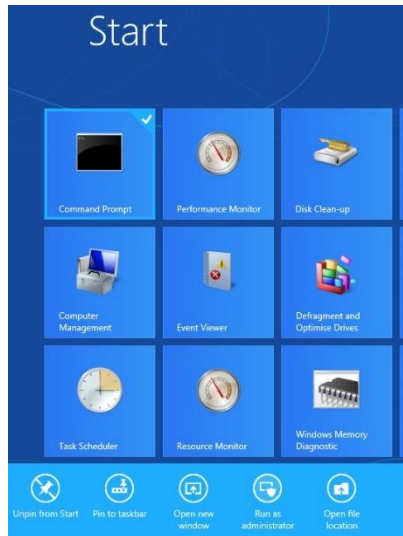 Start
Command Prompt
Performance Monitor
Disk Clean-up
Computer
Management
Event Viewer
Defragment and
Optimise Drives
Task Scheduler
Resource Monitor
Windows Memory
Diagnostic
Unpin from Start
Pin to taskbar
Open new
window
Run as
administrator
Open file
location